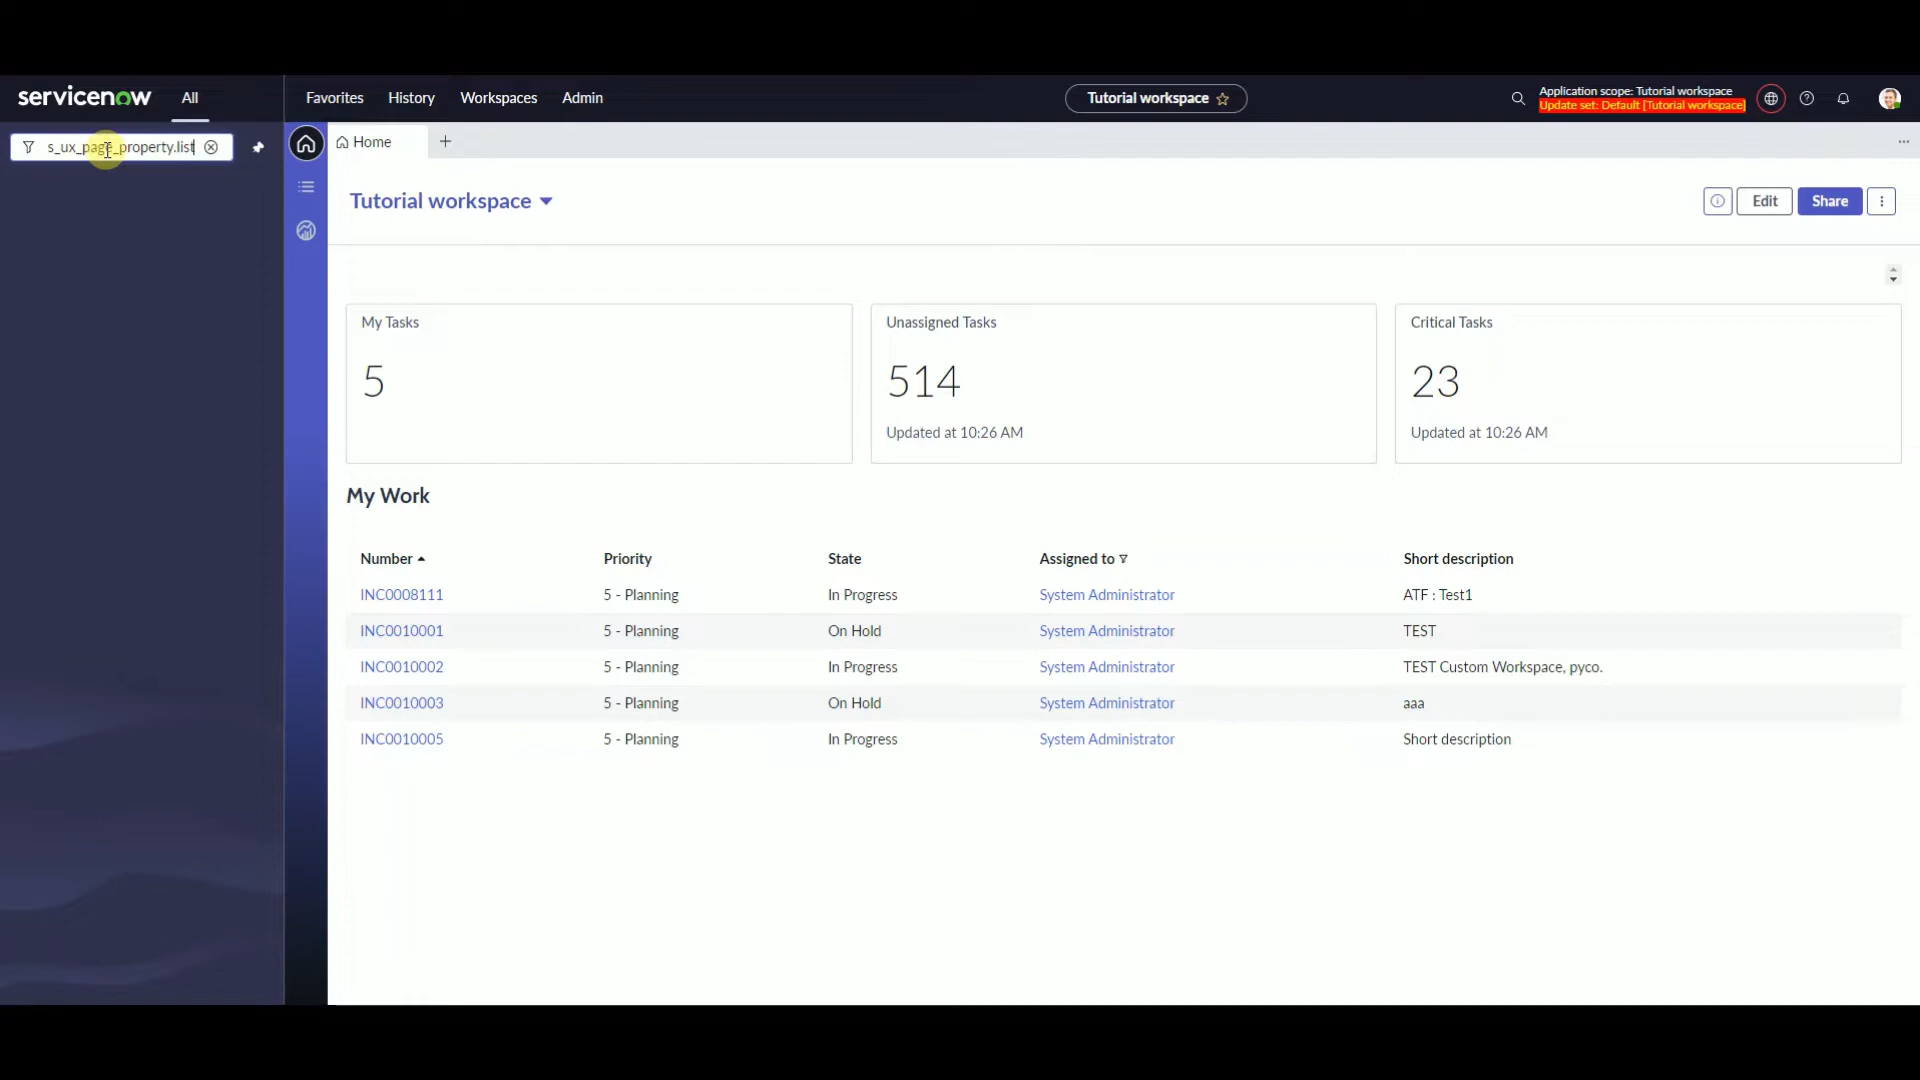 servicenow All Favorites History Workspaces Admin Tutorial workspace Application scope: Tutorial workspace
Update set: Default [Tutorial workspace]
s_ux_page_property.list
Home
Tutorial workspace
Edit
Share
My Tasks
5
Unassigned Tasks
514
Updated at 10:26 AM
Critical Tasks
23
Updated at 10:26 AM
My Work
Number Priority State Assigned to Short description
INC0008111 5 - Planning In Progress System Administrator ATF : Test1
INC0010001 5 - Planning On Hold System Administrator TEST
INC0010002 5 - Planning In Progress System Administrator TEST Custom Workspace, pyco.
INC0010003 5 - Planning On Hold System Administrator aaa
INC0010005 5 - Planning In Progress System Administrator Short description